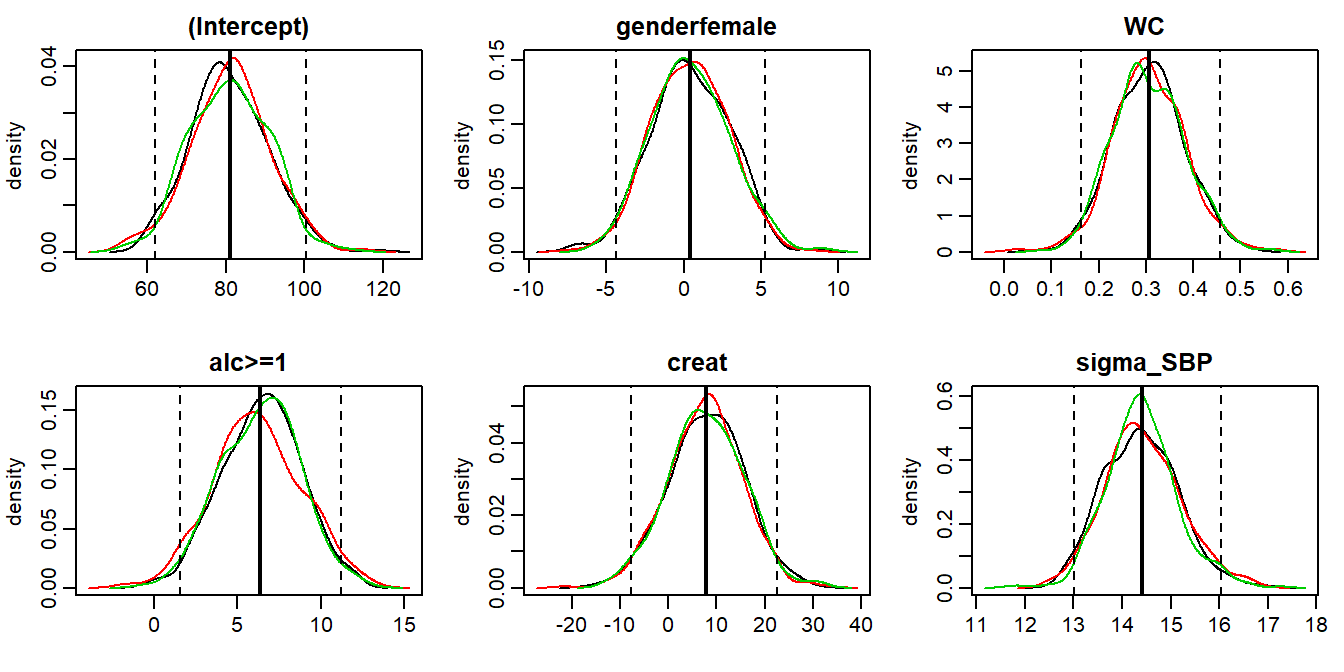 (Intercept)
density
0.00 0.02 0.04
60 80 100 120
genderfemale
density
0.00 0.05 0.10 0.15
-10 -5 0 5 10
WC
density
0 1 2 3 4 5
0.0 0.1 0.2 0.3 0.4 0.5 0.6
alc>=1
density
0.00 0.05 0.10 0.15
0 5 10 15
creat
density
0.00 0.02 0.04
-20 -10 0 10 20 30 40
sigma_SBP
density
0.0 0.2 0.4 0.6
11 12 13 14 15 16 17 18